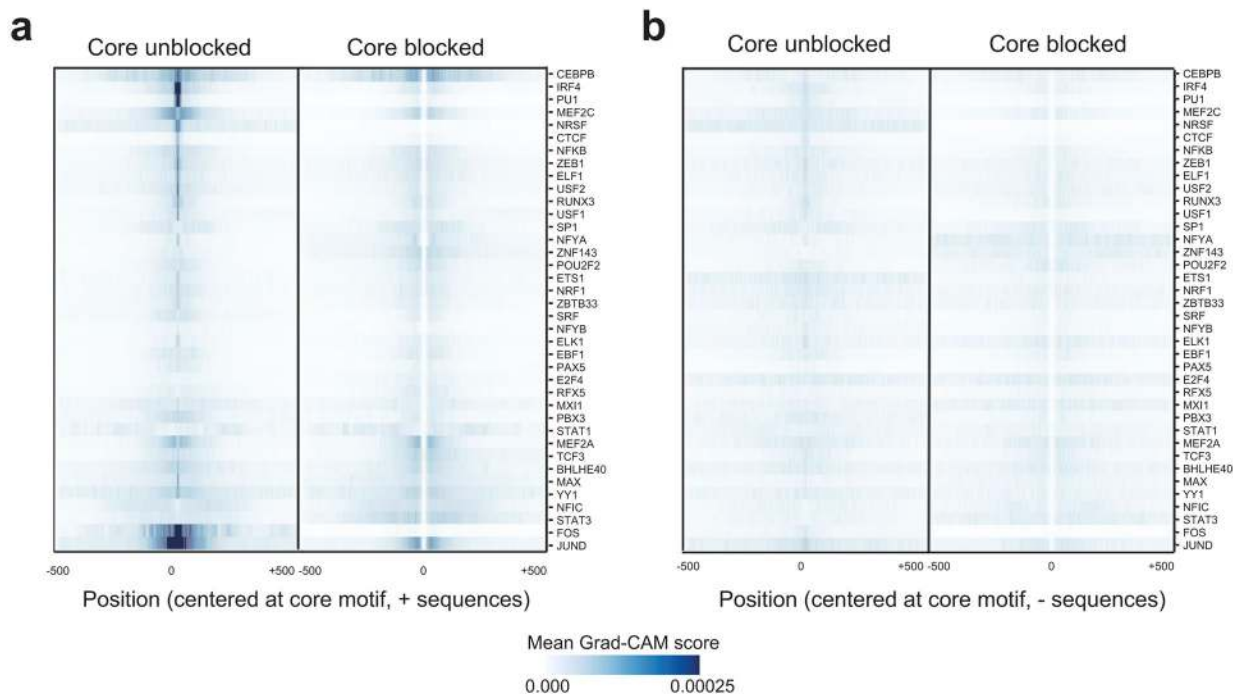 a
Core unblocked
Core blocked
CEBPB
IRF4
PU1
MEF2C
NRSF
CTCF
NFKB
ZEB1
ELF1
USF2
RUNX3
USF1
SP1
NFYA
ZNF143
POU2F2
ETS1
NRF1
ZBTB33
SRF
NFYB
ELK1
EBF1
PAX5
E2F4
RFX5
MXI1
PBX3
STAT1
MEF2A
TCF3
BHLHE40
MAX
YY1
NFIC
STAT3
FOS
JUND
-500 0 +500 -500 0 +500
Position (centered at core motif, + sequences)
b
Core unblocked
Core blocked
CEBPB
IRF4
PU1
MEF2C
NRSF
CTCF
NFKB
ZEB1
ELF1
USF2
RUNX3
USF1
SP1
NFYA
ZNF143
POU2F2
ETS1
NRF1
ZBTB33
SRF
NFYB
ELK1
EBF1
PAX5
E2F4
RFX5
MXI1
PBX3
STAT1
MEF2A
TCF3
BHLHE40
MAX
YY1
NFIC
STAT3
FOS
JUND
-500 0 +500 -500 0 +500
Position (centered at core motif, - sequences)
Mean Grad-CAM score
0.000 0.00025